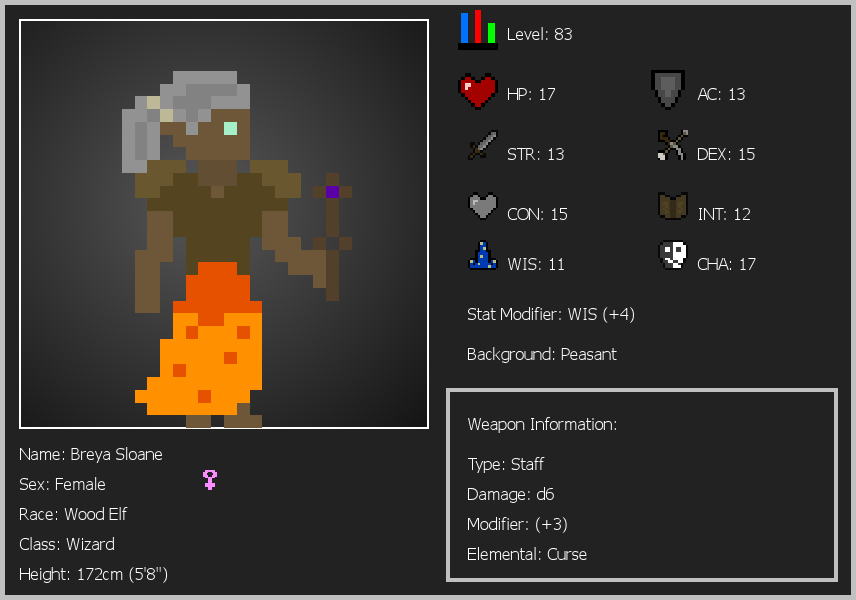 Level: 83
HP: 17
AC: 13
STR: 13
DEX: 15
CON: 15
INT: 12
WIS: 11
CHA: 17
Stat Modifier: WIS (+4)
Background: Peasant
Weapon Information:
Type: Staff
Damage: d6
Modifier: (+3)
Elemental: Curse
Name: Breya Sloane
Sex: Female
Race: Wood Elf
Class: Wizard
Height: 172cm (5'8")